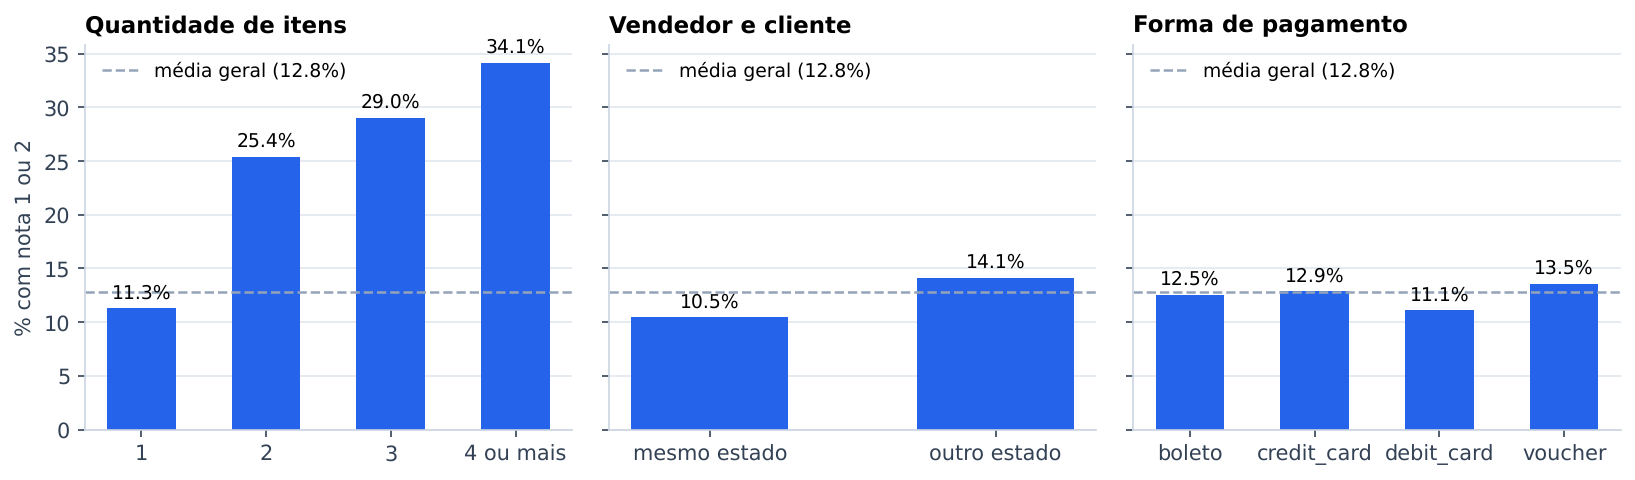 Quantidade de itens
% com nota 1 ou 2
35
30
25
20
15
10
5
0
média geral (12.8%)
11.3%
25.4%
29.0%
34.1%
1
2
3
4 ou mais
Vendedor e cliente
média geral (12.8%)
10.5%
14.1%
mesmo estado
outro estado
Forma de pagamento
média geral (12.8%)
12.5%
12.9%
11.1%
13.5%
boleto
credit_card
debit_card
voucher